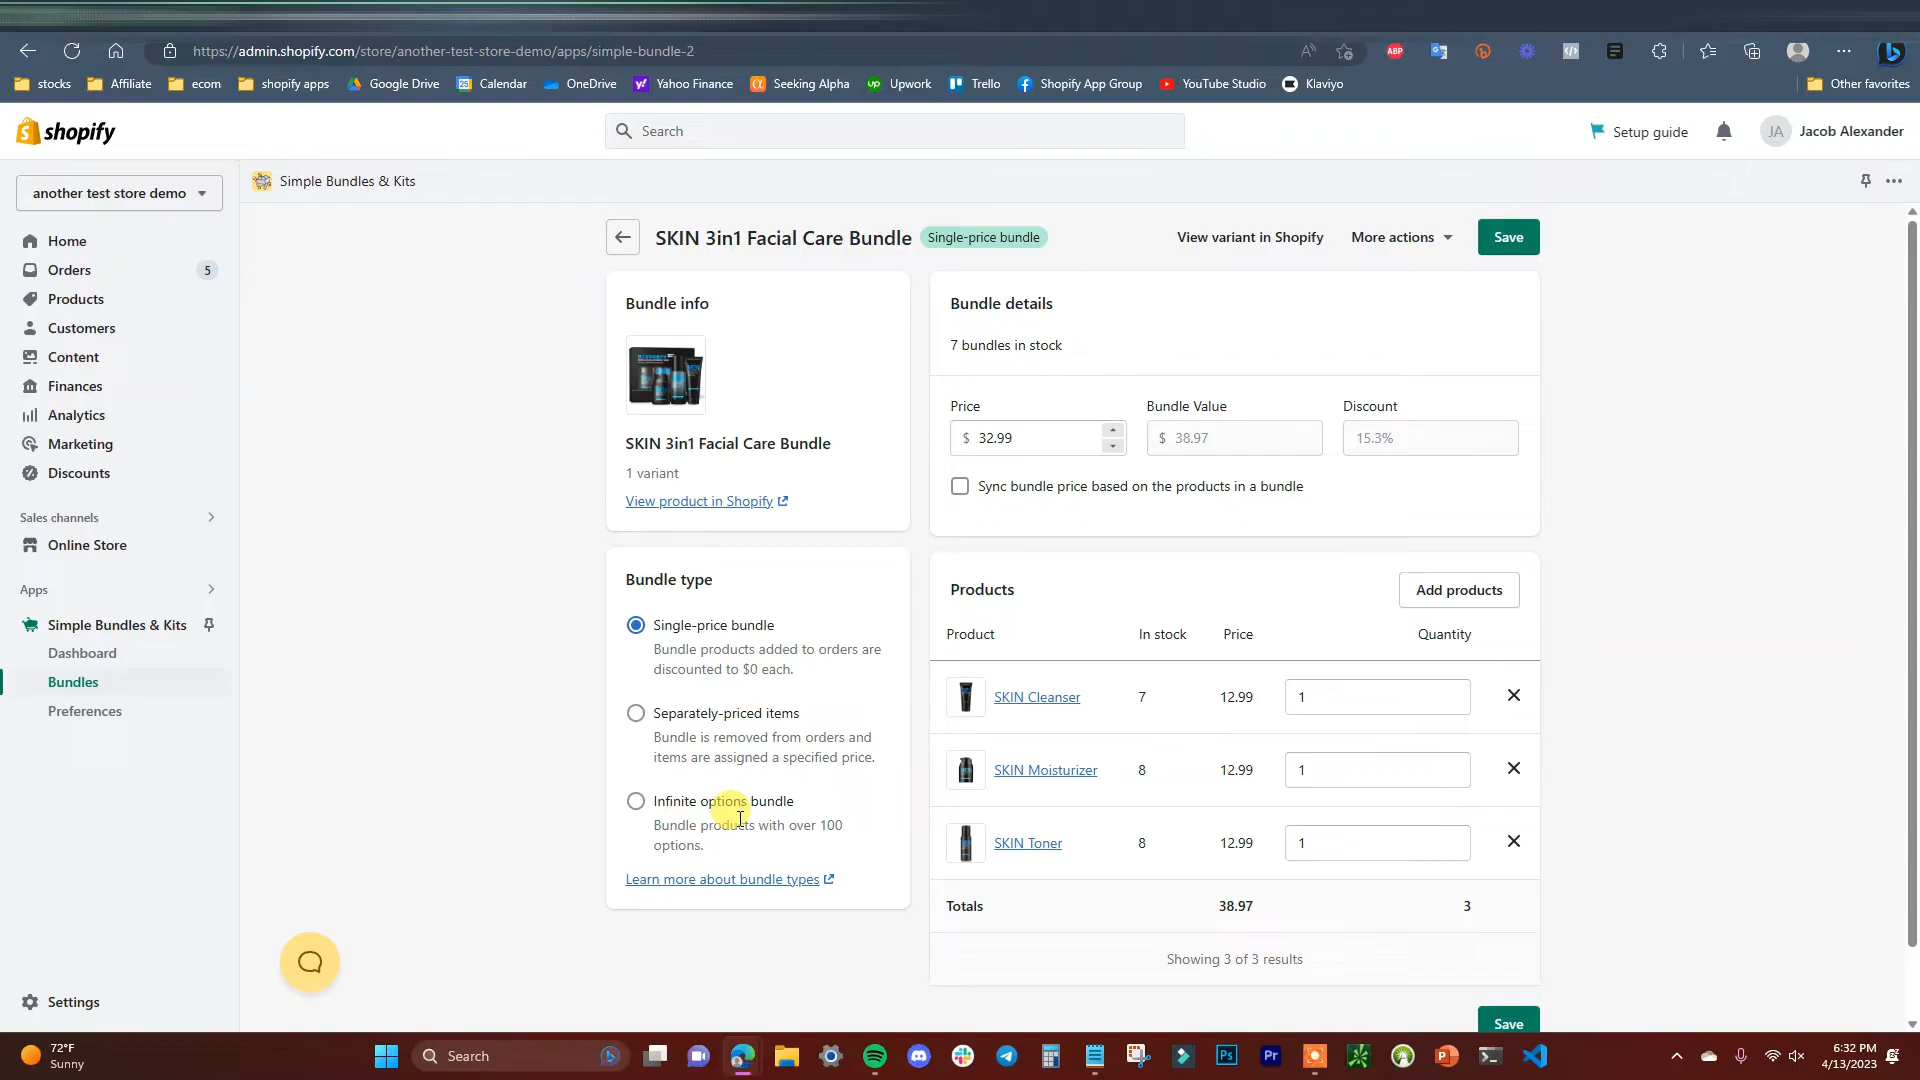 https://admin.shopify.com/store/another-test-store-demo/apps/simple-bundle-2
ABP
stocks
Affiliate
ecom
shopify apps
Google Drive
25
Calendar
OneDrive
Yahoo Finance
Seeking Alpha
up
Upwork
Trello
Shopify App Group
YouTube Studio
Klaviyo
Other favorites
shopify
Search
Setup guide
JA
Jacob Alexander
another test store demo
Simple Bundles & Kits
Home
Orders
5
Products
Customers
Content
Finances
Analytics
Marketing
Discounts
Sales channels
Online Store
Apps
Simple Bundles & Kits
Dashboard
Bundles
Preferences
Settings
SKIN 3in1 Facial Care Bundle
Single-price bundle
View variant in Shopify
More actions
Save
Bundle info
SKIN 3in1 Facial Care Bundle
1 variant
View product in Shopify
Bundle type
Single-price bundle
Bundle products added to orders are
discounted to $0 each.
Separately-priced items
Bundle is removed from orders and
items are assigned a specified price.
Infinite options bundle
Bundle products with over 100
options.
Learn more about bundle types
Bundle details
7 bundles in stock
Price
Bundle Value
Discount
$ 32.99
$ 38.97
15.3%
Sync bundle price based on the products in a bundle
Products
Add products
Product
In stock
Price
Quantity
SKIN Cleanser
7
12.99
1
SKIN Moisturizer
8
12.99
1
SKIN Toner
8
12.99
1
Totals
38.97
3
Showing 3 of 3 results
Save
72°F
Sunny
Search
Ps
Pr
6:32 PM
4/13/2023